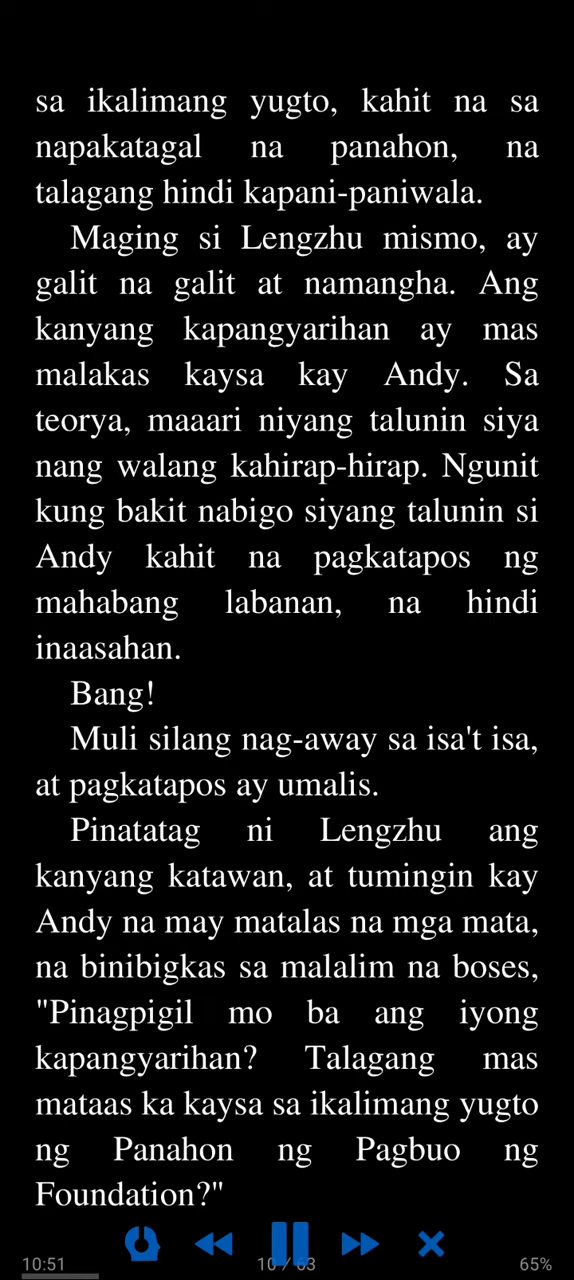 sa ikalimang yugto, kahit na sa
napakatagal na panahon, na
talagang hindi kapani-paniwala.
Maging si Lengzhu mismo, ay
galit na galit at namangha. Ang
kanyang kapangyarihan ay mas
malakas kaysa kay Andy. Sa
teorya, maaari niyang talunin siya
nang walang kahirap-hirap. Ngunit
kung bakit nabigo siyang talunin si
Andy kahit na pagkatapos ng
mahabang labanan, na hindi
inaasahan.
Bang!
Muli silang nag-away sa isa't isa,
at pagkatapos ay umalis.
Pinatatag ni Lengzhu ang
kanyang katawan, at tumingin kay
Andy na may matalas na mga mata,
na binibigkas sa malalim na boses,
"Pinagpigil mo ba ang iyong
kapangyarihan? Talagang mas
mataas ka kaysa sa ikalimang yugto
ng Panahon ng Pagbuo ng
Foundation?"
10:51 10 / 63 65%